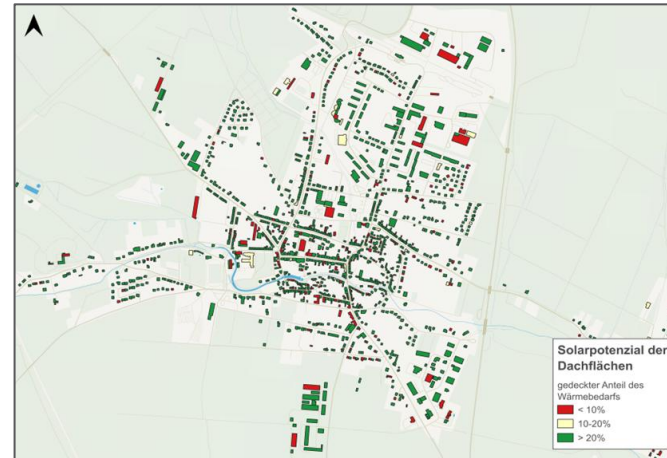 Solarpotenzial der
Dachflächen
gedeckter Anteil des
Wärmebedarfs
< 10%
10-20%
> 20%